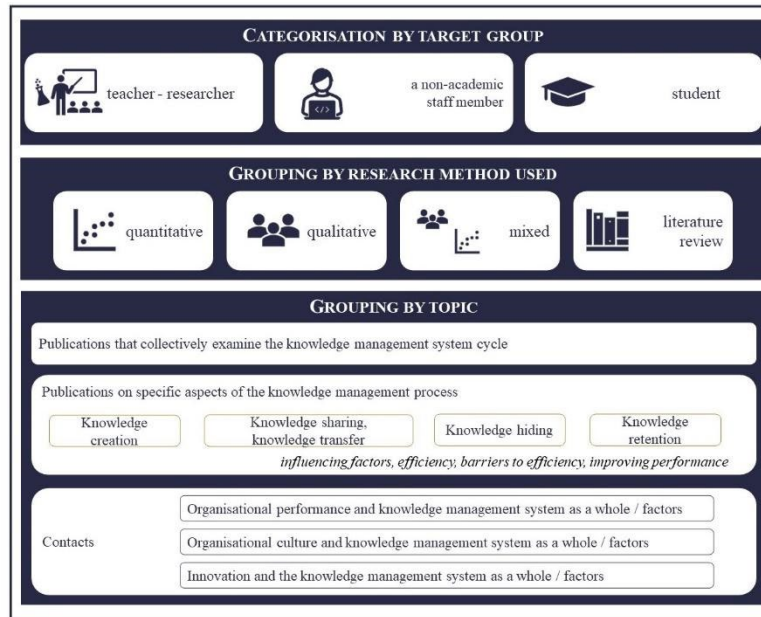 CATEGORISATION BY TARGET GROUP
teacher - researcher
a non-academic
staff member
student
GROUPING BY RESEARCH METHOD USED
quantitative
qualitative
mixed
literature
review
GROUPING BY TOPIC
Publications that collectively examine the knowledge management system cycle
Publications on specific aspects of the knowledge management process
Knowledge
creation
Knowledge sharing,
knowledge transfer
Knowledge hiding
Knowledge
retention
influencing factors, efficiency, barriers to efficiency, improving performance
Contacts
Organisational performance and knowledge management system as a whole / factors
Organisational culture and knowledge management system as a whole / factors
Innovation and the knowledge management system as a whole / factors